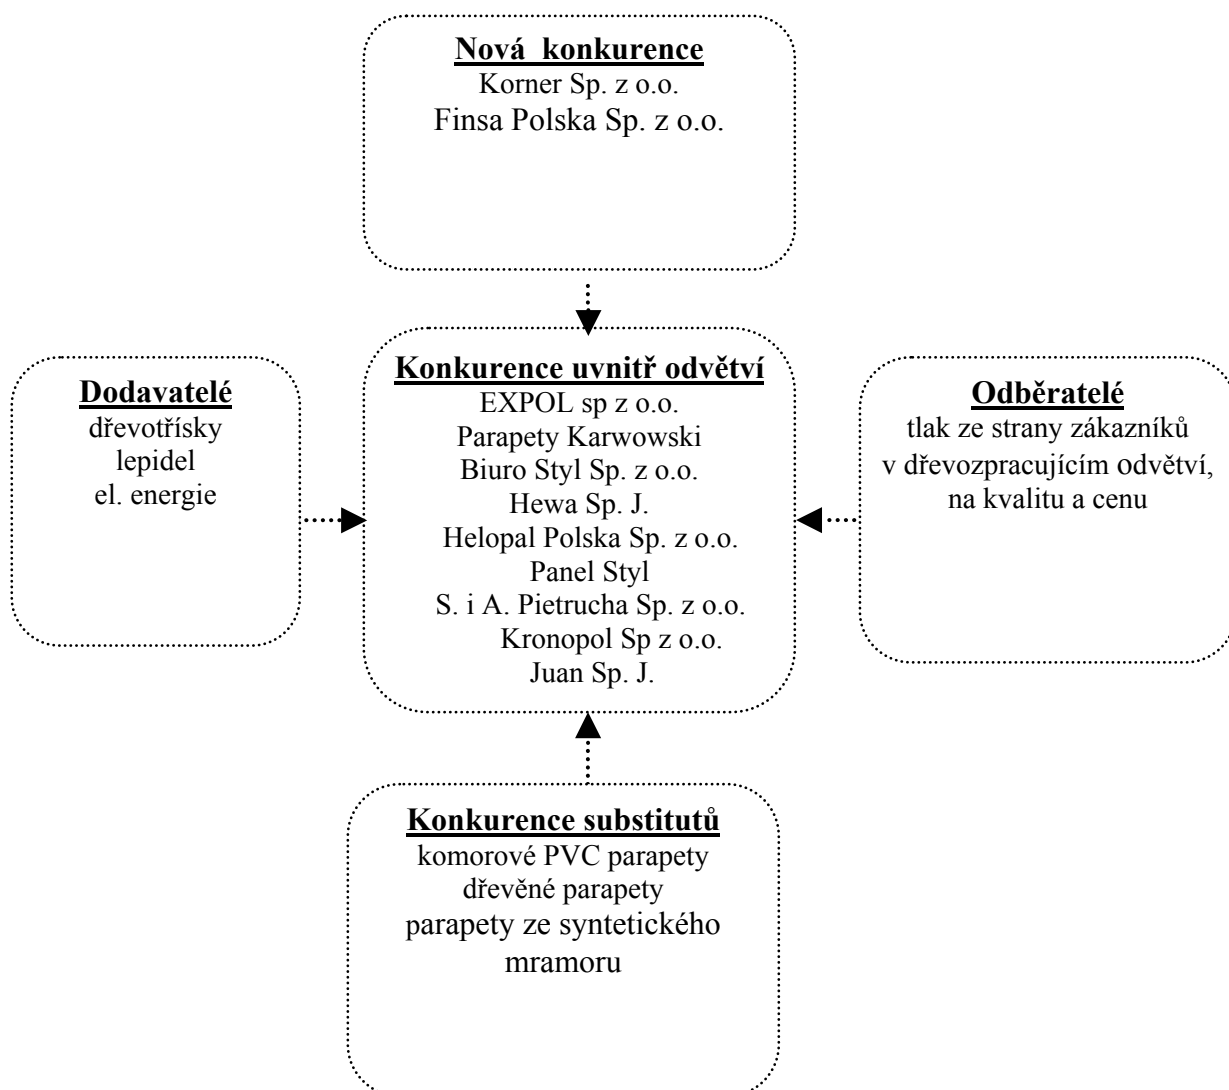 Nová konkurence
Korner Sp. z o.o.
Finsa Polska Sp. z o.o.
Dodavatelé
dřevotřísky
lepidel
el. energie
Konkurence uvnitř odvětví
EXPOL sp z o.o.
Parapety Karwowski
Biuro Styl Sp. z o.o.
Hewa Sp. J.
Helopal Polska Sp. z o.o.
Panel Styl
S. i A. Pietrucha Sp. z o.o.
Kronopol Sp z o.o.
Juan Sp. J.
Odběratelé
tlak ze strany zákazníků
v dřevozpracujícím odvětví,
na kvalitu a cenu
Konkurence substitutů
komorové PVC parapety
dřevěné parapety
parapety ze syntetického
mramoru